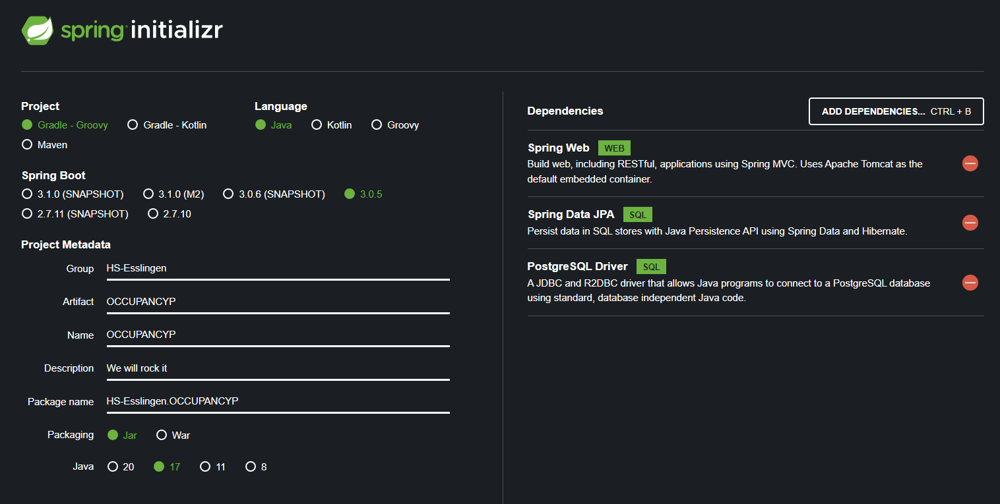 spring initializr
Project
Gradle - Groovy Gradle - Kotlin
Maven
Language
Java Kotlin Groovy
Spring Boot
3.1.0 (SNAPSHOT) 3.1.0 (M2) 3.0.6 (SNAPSHOT) 3.0.5
2.7.11 (SNAPSHOT) 2.7.10
Project Metadata
Group HS-Esslingen
Artifact OCCUPANCYP
Name OCCUPANCYP
Description We will rock it
Package name HS-Esslingen.OCCUPANCYP
Packaging Jar War
Java 20 17 11 8
Dependencies ADD DEPENDENCIES... CTRL + B
Spring Web WEB
Build web, including RESTful, applications using Spring MVC. Uses Apache Tomcat as the
default embedded container.
Spring Data JPA SQL
Persist data in SQL stores with Java Persistence API using Spring Data and Hibernate.
PostgreSQL Driver SQL
A JDBC and R2DBC driver that allows Java programs to connect to a PostgreSQL database
using standard, database independent Java code.